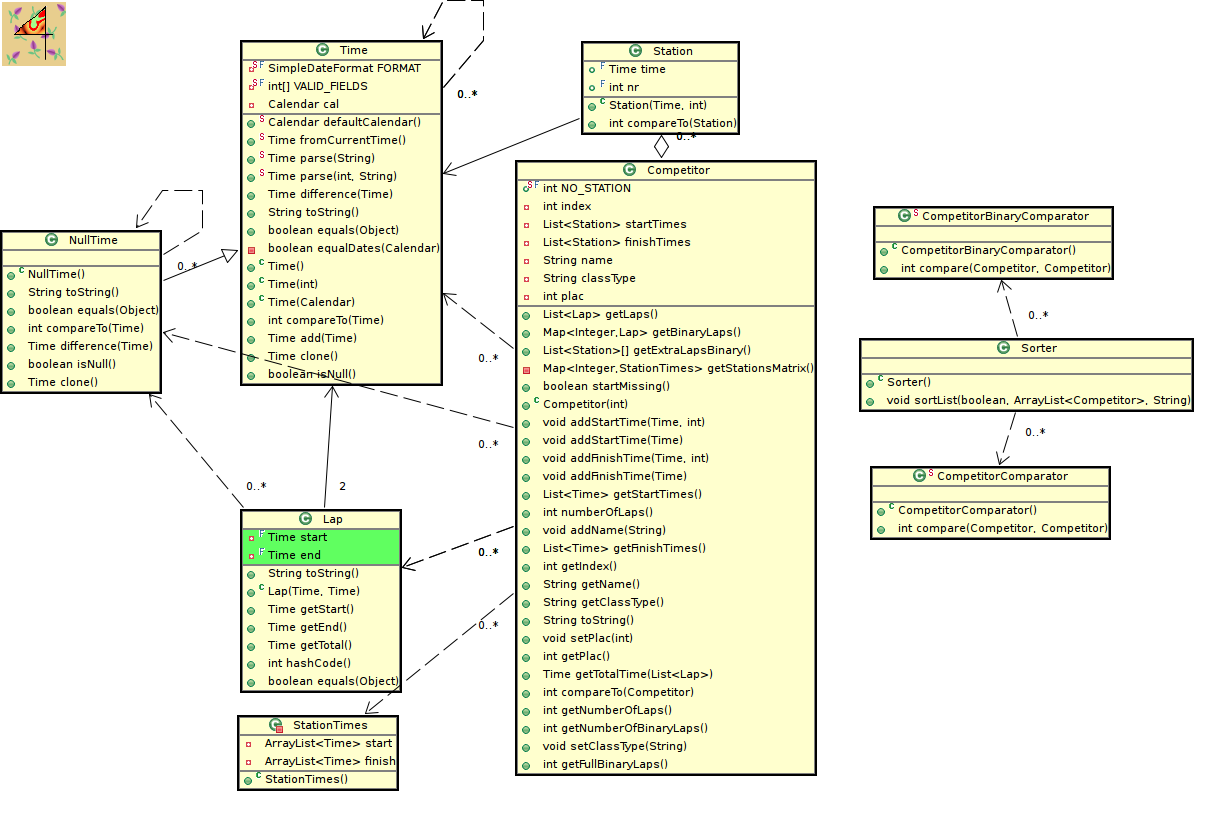 Time
SimpleDateFormat FORMAT
int[] VALID_FIELDS
Calendar cal
Calendar defaultCalendar()
Time fromCurrentTime()
Time parse(String)
Time parse(int, String)
Time difference(Time)
String toString()
boolean equals(Object)
boolean equalDates(Calendar)
Time()
Time(int)
Time(Calendar)
int compareTo(Time)
Time add(Time)
Time clone()
boolean isNull()
0..*
Station
Time time
int nr
Station(Time, int)
int compareTo(Station)
0..*
NullTime
NullTime()
String toString()
boolean equals(Object)
int compareTo(Time)
Time difference(Time)
boolean isNull()
Time clone()
0..*
Competitor
int NO_STATION
int index
List<Station> startTimes
List<Station> finishTimes
String name
String classType
int plac
List<Lap> getLaps()
Map<Integer,Lap> getBinaryLaps()
List<Station>[] getExtraLapsBinary()
Map<Integer,StationTimes> getStationsMatrix()
boolean startMissing()
Competitor(int)
void addStartTime(Time, int)
void addStartTime(Time)
void addFinishTime(Time, int)
void addFinishTime(Time)
List<Time> getStartTimes()
int numberOfLaps()
void addName(String)
List<Time> getFinishTimes()
int getIndex()
String getName()
String getClassType()
String toString()
void setPlac(int)
int getPlac()
Time getTotalTime(List<Lap>)
int compareTo(Competitor)
int getNumberOfLaps()
int getNumberOfBinaryLaps()
void setClassType(String)
int getFullBinaryLaps()
0..*
0..*
0..*
0..*
0..*
2
Lap
Time start
Time end
String toString()
Lap(Time, Time)
Time getStart()
Time getEnd()
Time getTotal()
int hashCode()
boolean equals(Object)
StationTimes
ArrayList<Time> start
ArrayList<Time> finish
StationTimes()
CompetitorBinaryComparator
CompetitorBinaryComparator()
int compare(Competitor, Competitor)
0..*
Sorter
Sorter()
void sortList(boolean, ArrayList<Competitor>, String)
0..*
CompetitorComparator
CompetitorComparator()
int compare(Competitor, Competitor)